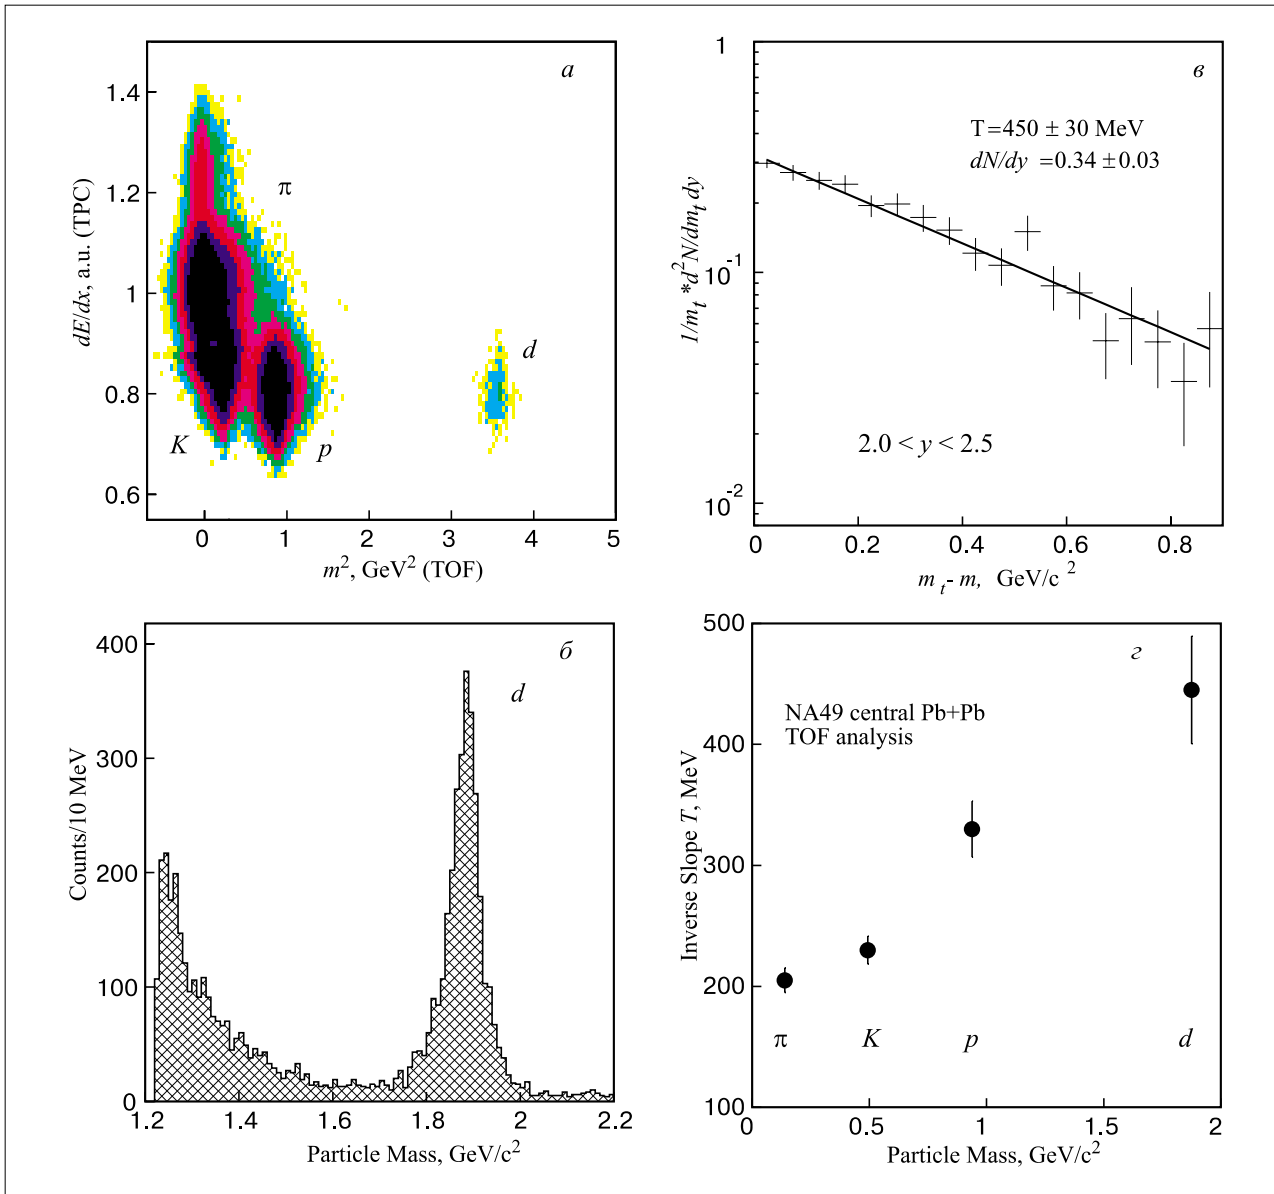 а
1.4
1.2
1
0.8
0.6
dE/dx, a.u. (TPC)
π
K
p
d
0 1 2 3 4 5
m², GeV² (TOF)
в
1
10⁻¹
10⁻²
1/mₜ *d²N/dmₜ dy
T=450 ± 30 MeV
dN/dy =0.34 ±0.03
2.0 < y < 2.5
0 0.2 0.4 0.6 0.8
mₜ- m, GeV/c²
б
400
300
200
100
0
Counts/10 MeV
d
1.2 1.4 1.6 1.8 2 2.2
Particle Mass, GeV/c²
г
500
400
300
200
100
Inverse Slope T, MeV
NA49 central Pb+Pb
TOF analysis
π K p d
0 0.5 1 1.5 2
Particle Mass, GeV/c²